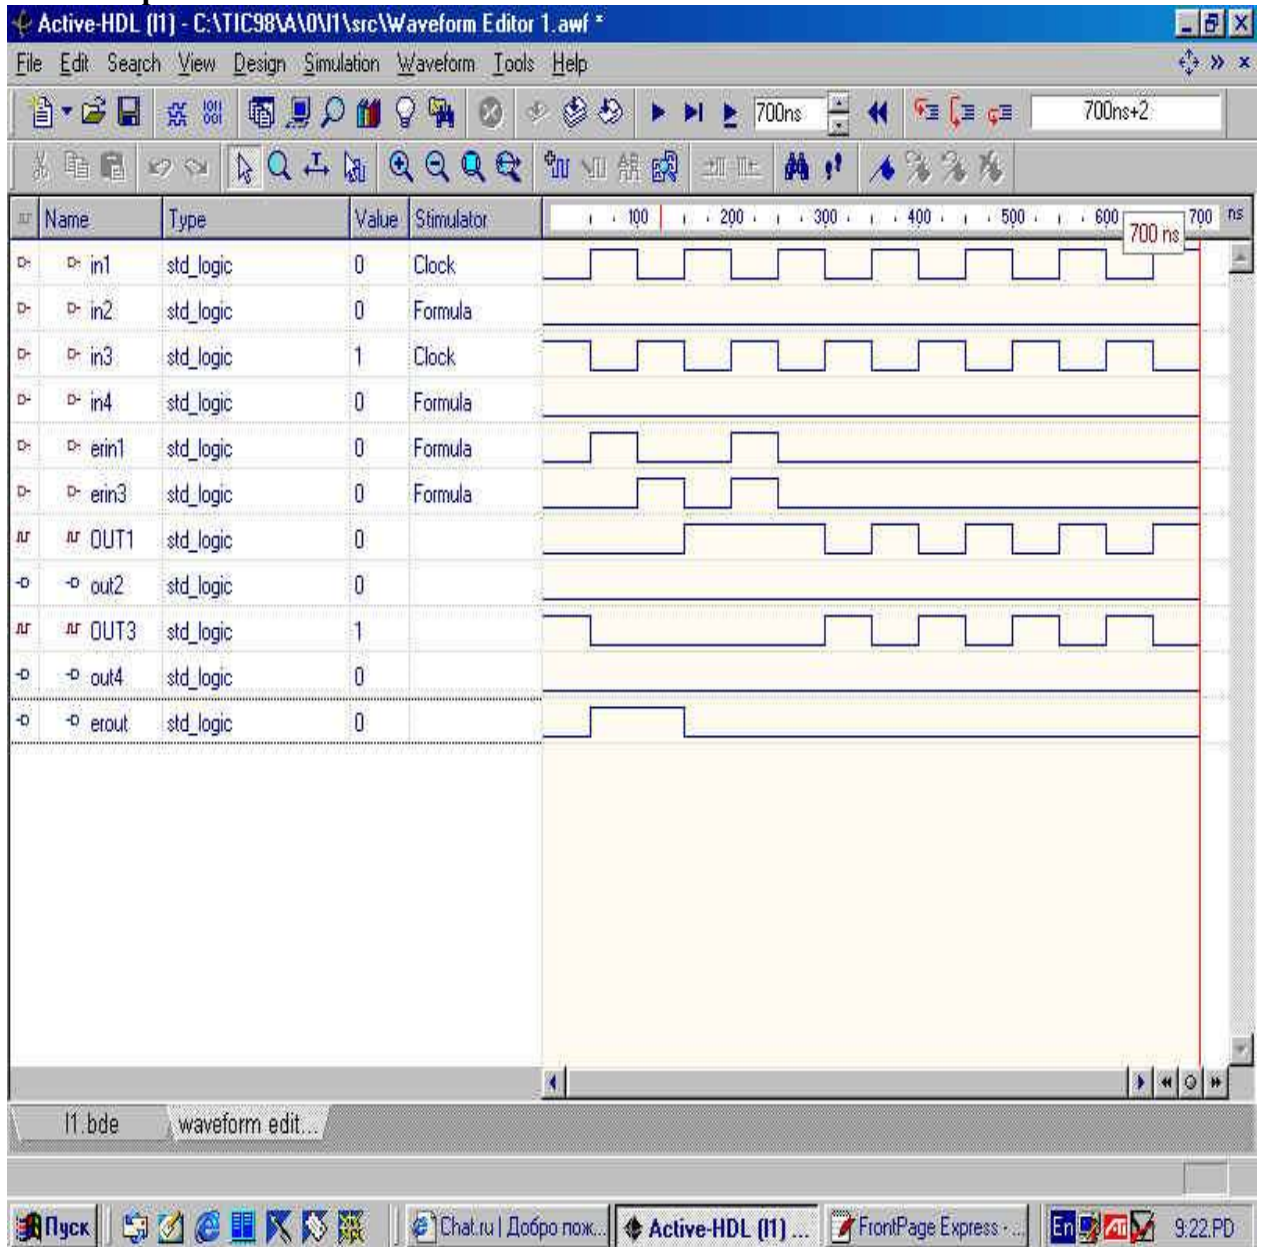 Active-HDL (l1) - C:\TIC98\A\0\l1\src\Waveform Editor 1.awf *
File Edit Search View Design Simulation Waveform Tools Help
700ns 700ns+2
Name Type Value Stimulator 100 200 300 400 500 600 700 ns
700 ns
in1 std_logic 0 Clock
in2 std_logic 0 Formula
in3 std_logic 1 Clock
in4 std_logic 0 Formula
erin1 std_logic 0 Formula
erin3 std_logic 0 Formula
OUT1 std_logic 0
out2 std_logic 0
OUT3 std_logic 1
out4 std_logic 0
erout std_logic 0
l1.bde waveform edit...
Пуск Chat.ru | Добро пож... Active-HDL (l1) ... FrontPage Express - ... En 9:22.PD